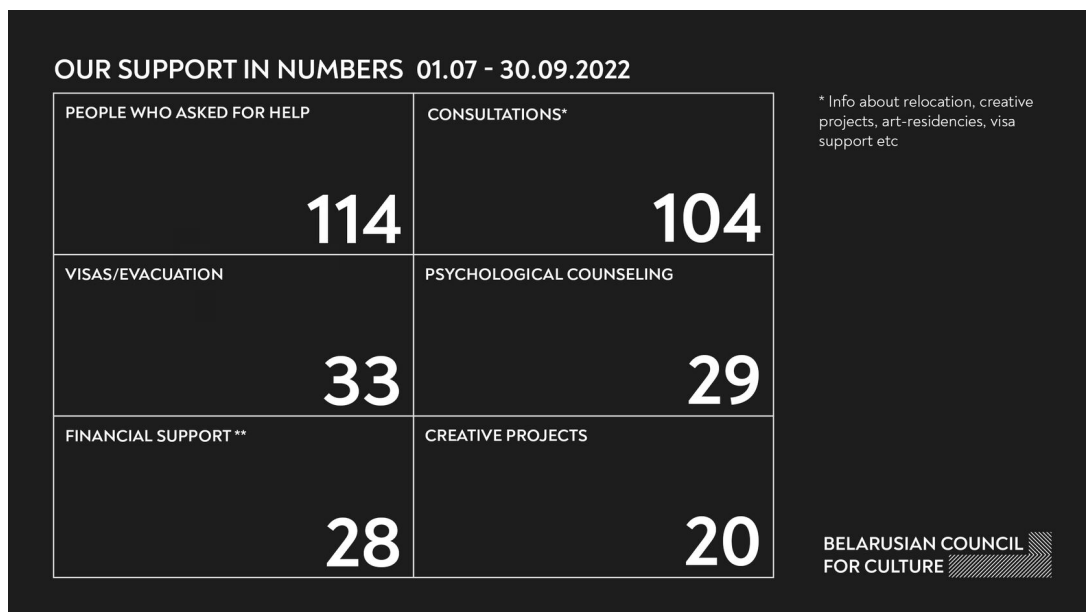 OUR SUPPORT IN NUMBERS 01.07 - 30.09.2022
PEOPLE WHO ASKED FOR HELP
114
CONSULTATIONS*
104
* Info about relocation, creative
projects, art-residencies, visa
support etc
VISAS/EVACUATION
33
PSYCHOLOGICAL COUNSELING
29
FINANCIAL SUPPORT **
28
CREATIVE PROJECTS
20
BELARUSIAN COUNCIL
FOR CULTURE